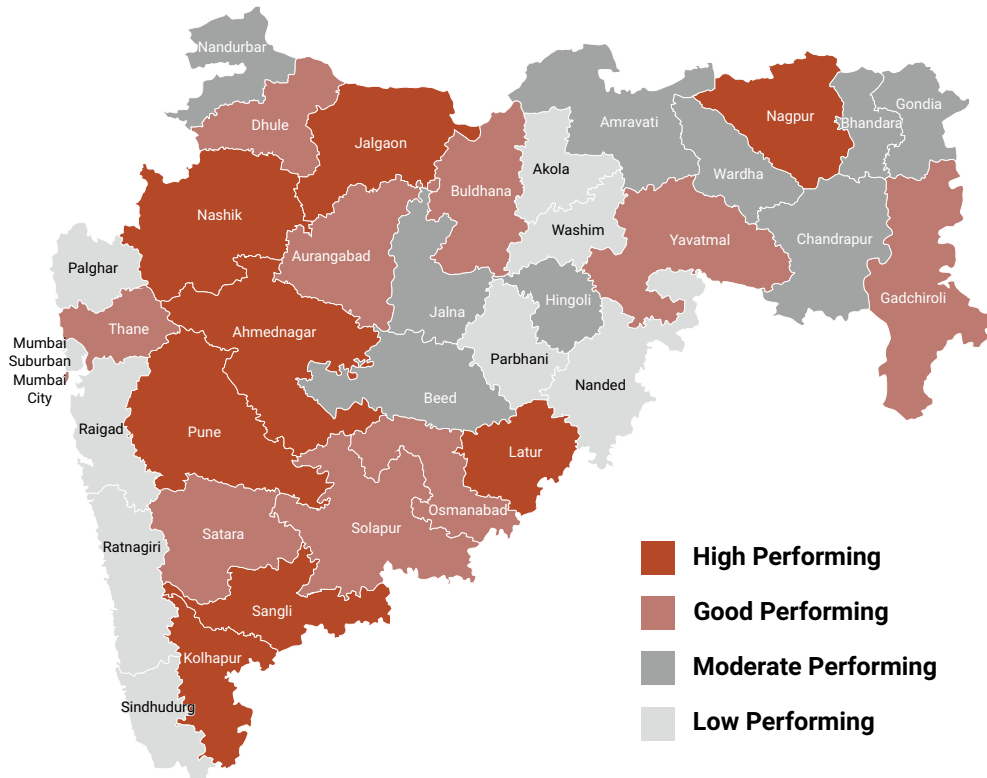 Nandurbar
Dhule
Jalgaon
Nashik
Buldhana
Akola
Amravati
Nagpur
Bhandara
Gondia
Wardha
Washim
Yavatmal
Chandrapur
Gadchiroli
Aurangabad
Palghar
Thane
Ahmednagar
Jalna
Hingoli
Parbhani
Nanded
Mumbai
Suburban
Mumbai
City
Beed
Raigad
Pune
Latur
Osmanabad
Solapur
Satara
Ratnagiri
Sangli
Kolhapur
Sindhudurg
High Performing
Good Performing
Moderate Performing
Low Performing